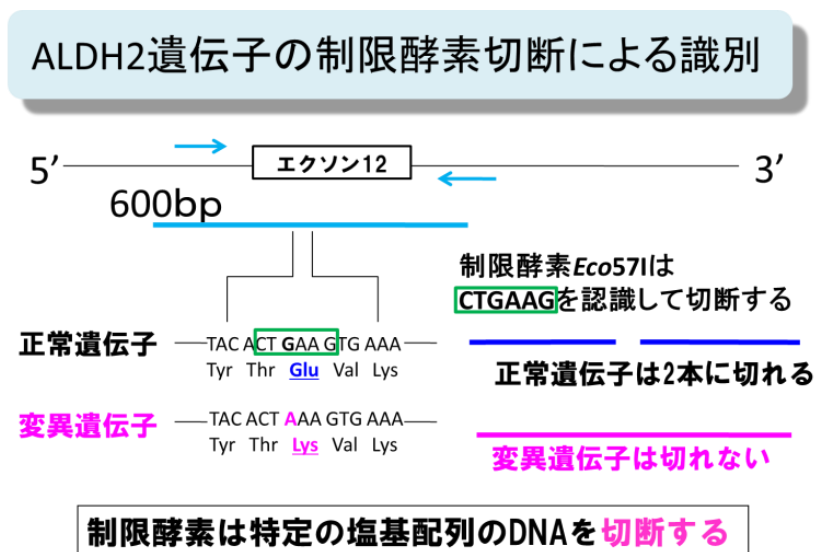 ALDH2遺伝子の制限酵素切断による識別
5’ エクソン12 3’
600bp
制限酵素Eco57Iは
CTGAAGを認識して切断する
正常遺伝子 TAC ACT GAA GTG AAA
Tyr Thr Glu Val Lys
正常遺伝子は2本に切れる
変異遺伝子 TAC ACT AAA GTG AAA
Tyr Thr Lys Val Lys
変異遺伝子は切れない
制限酵素は特定の塩基配列のDNAを切断する